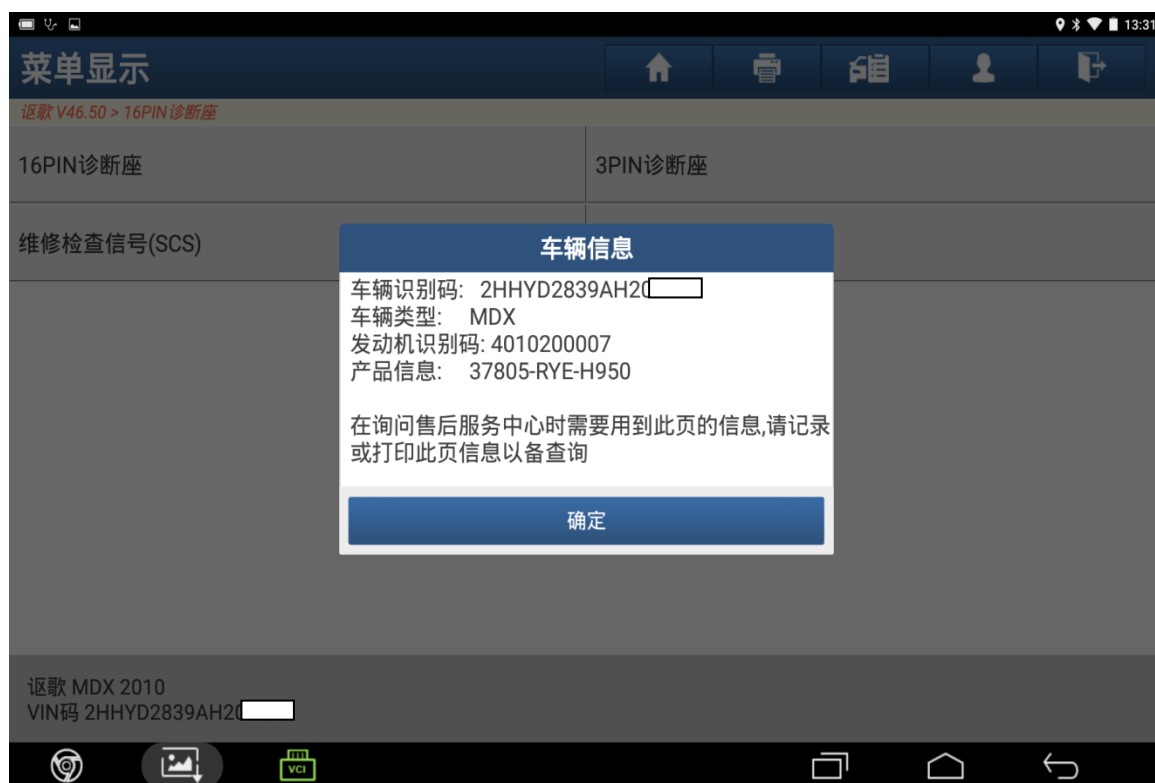 13:31
菜单显示
讴歌 V46.50 > 16PIN诊断座
16PIN诊断座
3PIN诊断座
维修检查信号(SCS)
车辆信息
车辆识别码: 2HHYD2839AH2
车辆类型: MDX
发动机识别码: 4010200007
产品信息: 37805-RYE-H950
在询问售后服务中心时需要用到此页的信息,请记录
或打印此页信息以备查询
确定
讴歌 MDX 2010
VIN码 2HHYD2839AH2
VCI